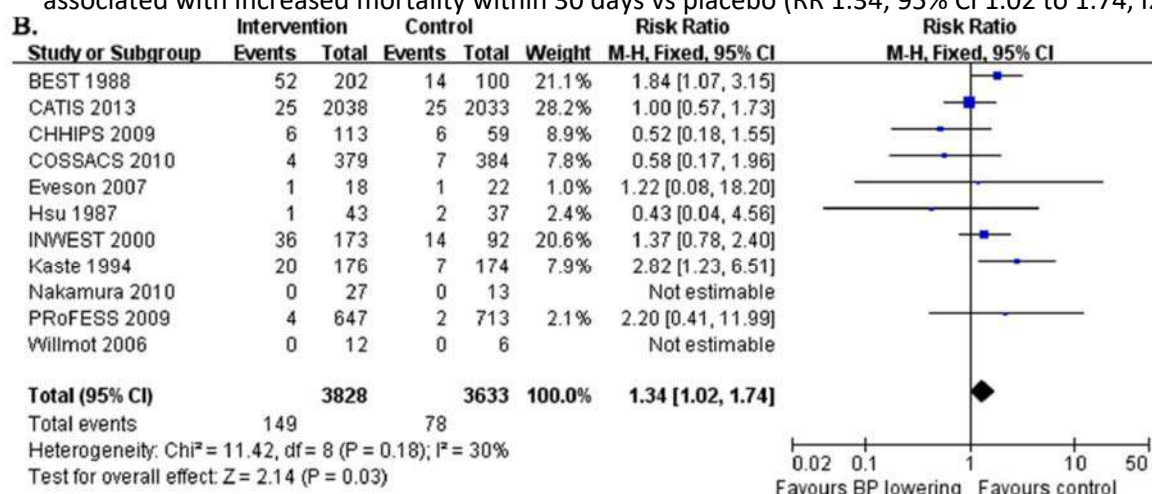 associated with increased mortality within 30 days vs placebo (RR 1.34, 95% CI 1.02 to 1.74, I2
B. Intervention Control Risk Ratio Risk Ratio
Study or Subgroup Events Total Events Total Weight M-H, Fixed, 95% CI M-H, Fixed, 95% CI
BEST 1988 52 202 14 100 21.1% 1.84 [1.07, 3.15]
CATIS 2013 25 2038 25 2033 28.2% 1.00 [0.57, 1.73]
CHHIPS 2009 6 113 6 59 8.9% 0.52 [0.18, 1.55]
COSSACS 2010 4 379 7 384 7.8% 0.58 [0.17, 1.96]
Eveson 2007 1 18 1 22 1.0% 1.22 [0.08, 18.20]
Hsu 1987 1 43 2 37 2.4% 0.43 [0.04, 4.56]
INWEST 2000 36 173 14 92 20.6% 1.37 [0.78, 2.40]
Kaste 1994 20 176 7 174 7.9% 2.82 [1.23, 6.51]
Nakamura 2010 0 27 0 13 Not estimable
PRoFESS 2009 4 647 2 713 2.1% 2.20 [0.41, 11.99]
Willmot 2006 0 12 0 6 Not estimable
Total (95% CI) 3828 3633 100.0% 1.34 [1.02, 1.74]
Total events 149 78
Heterogeneity: Chi² = 11.42, df = 8 (P = 0.18); I² = 30%
Test for overall effect: Z = 2.14 (P = 0.03)
0.02 0.1 1 10 50
Favours BP lowering Favours control